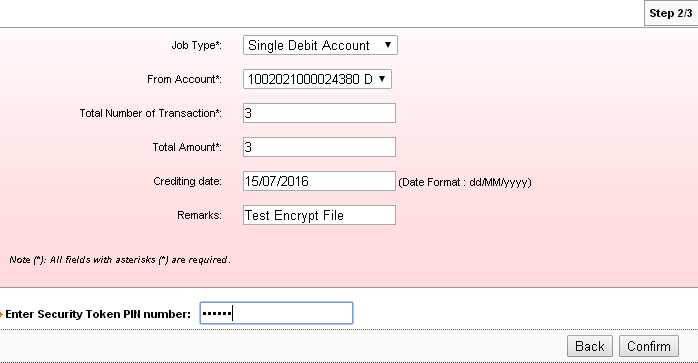 Step 2/3
Job Type*: Single Debit Account
From Account*: 1002021000024380 D
Total Number of Transaction*: 3
Total Amount*: 3
Crediting date: 15/07/2016 (Date Format : dd/MM/yyyy)
Remarks: Test Encrypt File
Note (*): All fields with asterisks (*) are required.
Enter Security Token PIN number: ••••••
Back Confirm